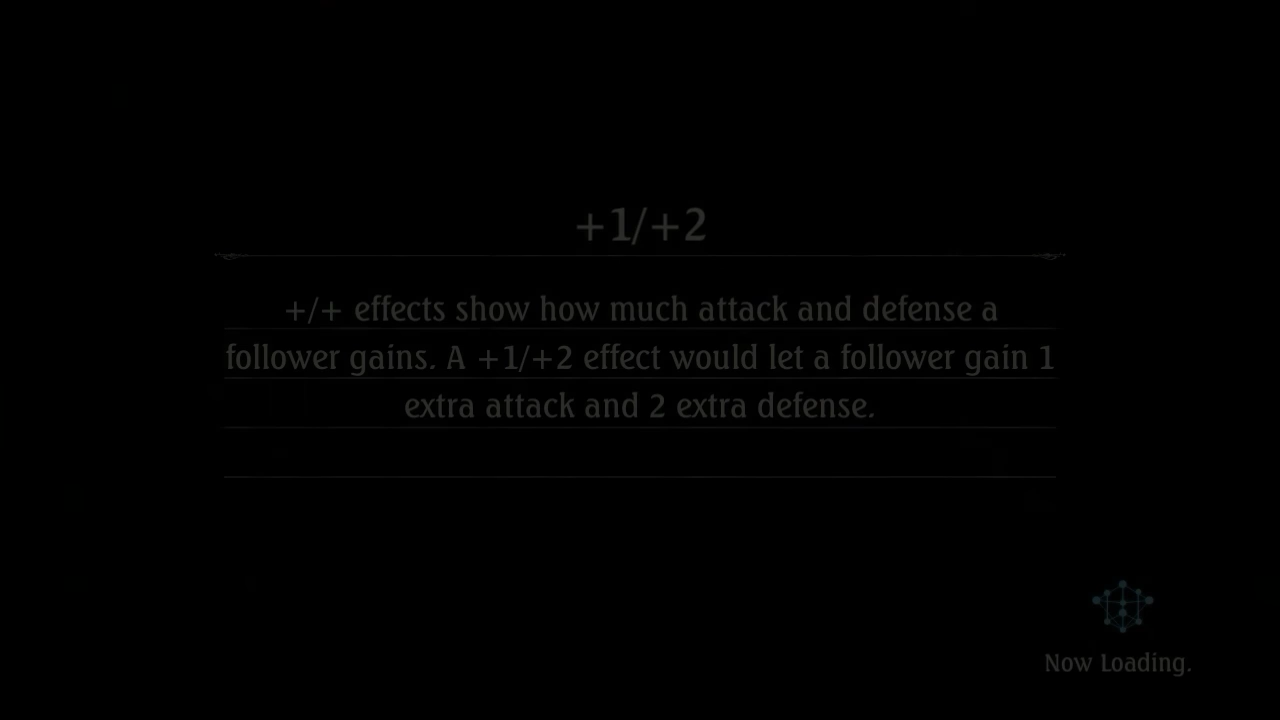 +1/+2
+/+ effects show how much attack and defense a
follower gains. A +1/+2 effect would let a follower gain 1
extra attack and 2 extra defense.
Now Loading.